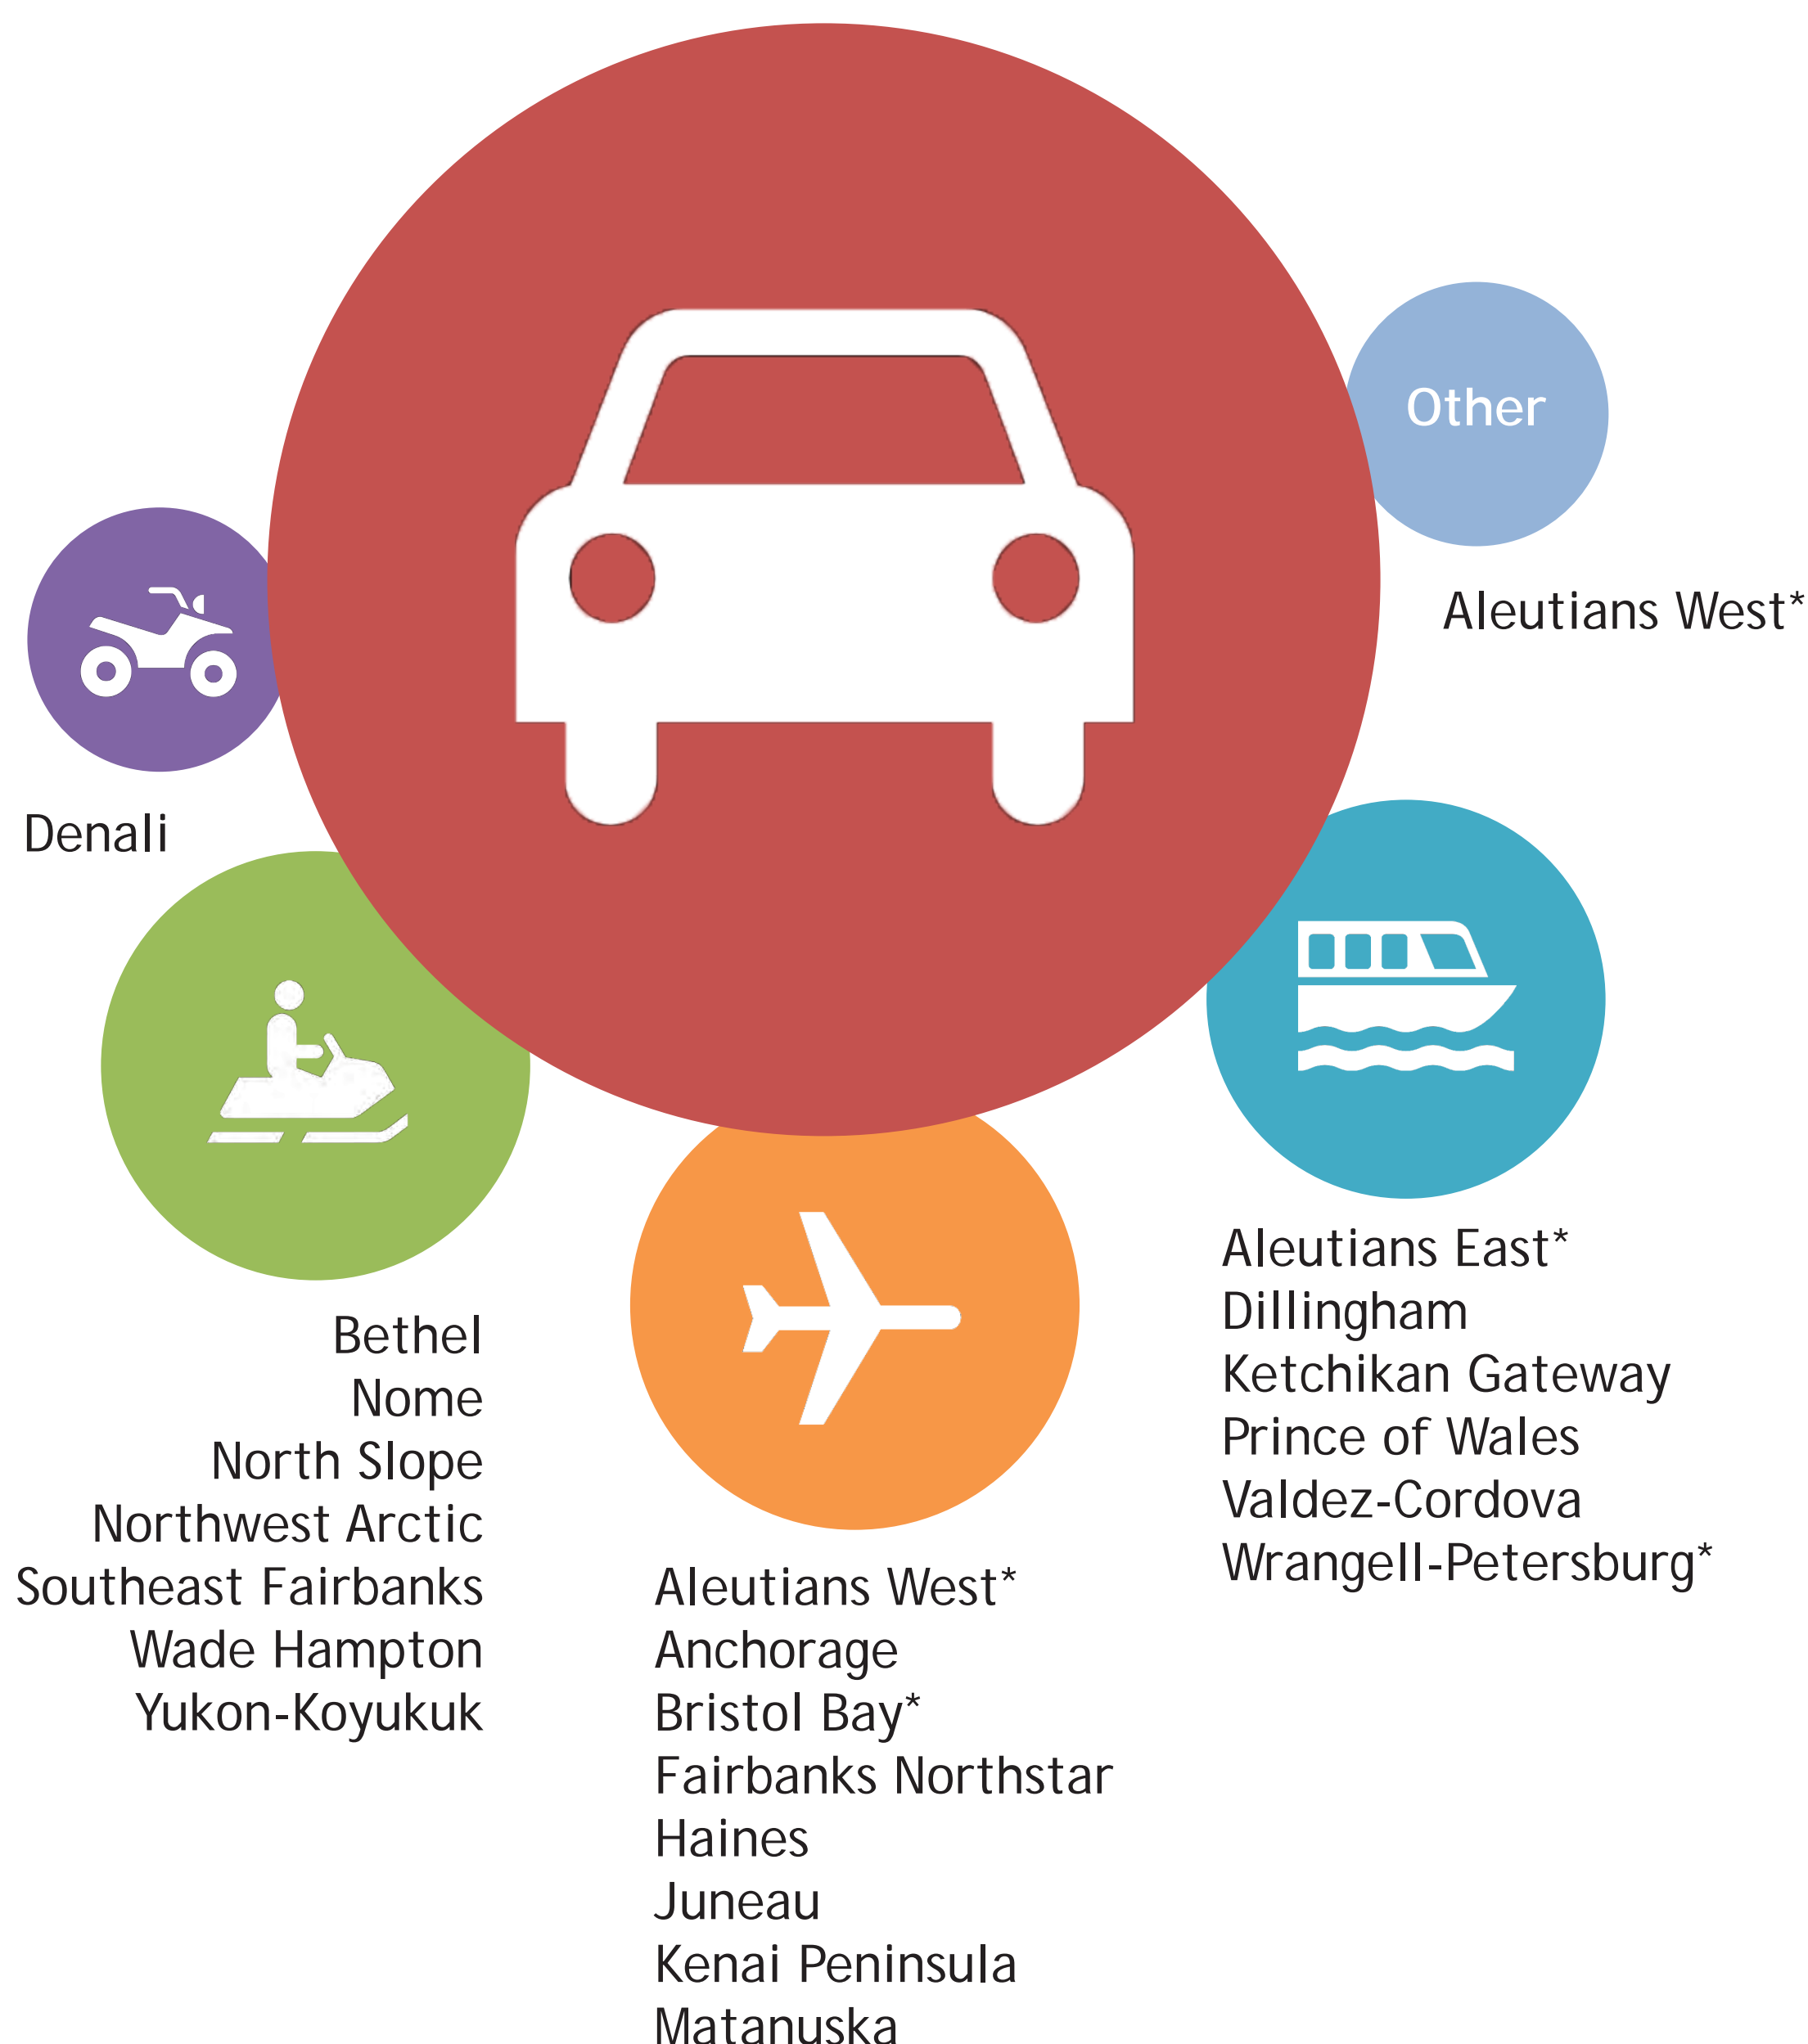 Other
Aleutians West*
Denali
Bethel
Nome
North Slope
Northwest Arctic
Southeast Fairbanks
Wade Hampton
Yukon-Koyukuk
Aleutians West*
Anchorage
Bristol Bay*
Fairbanks Northstar
Haines
Juneau
Kenai Peninsula
Matanuska
Aleutians East*
Dillingham
Ketchikan Gateway
Prince of Wales
Valdez-Cordova
Wrangell-Petersburg*